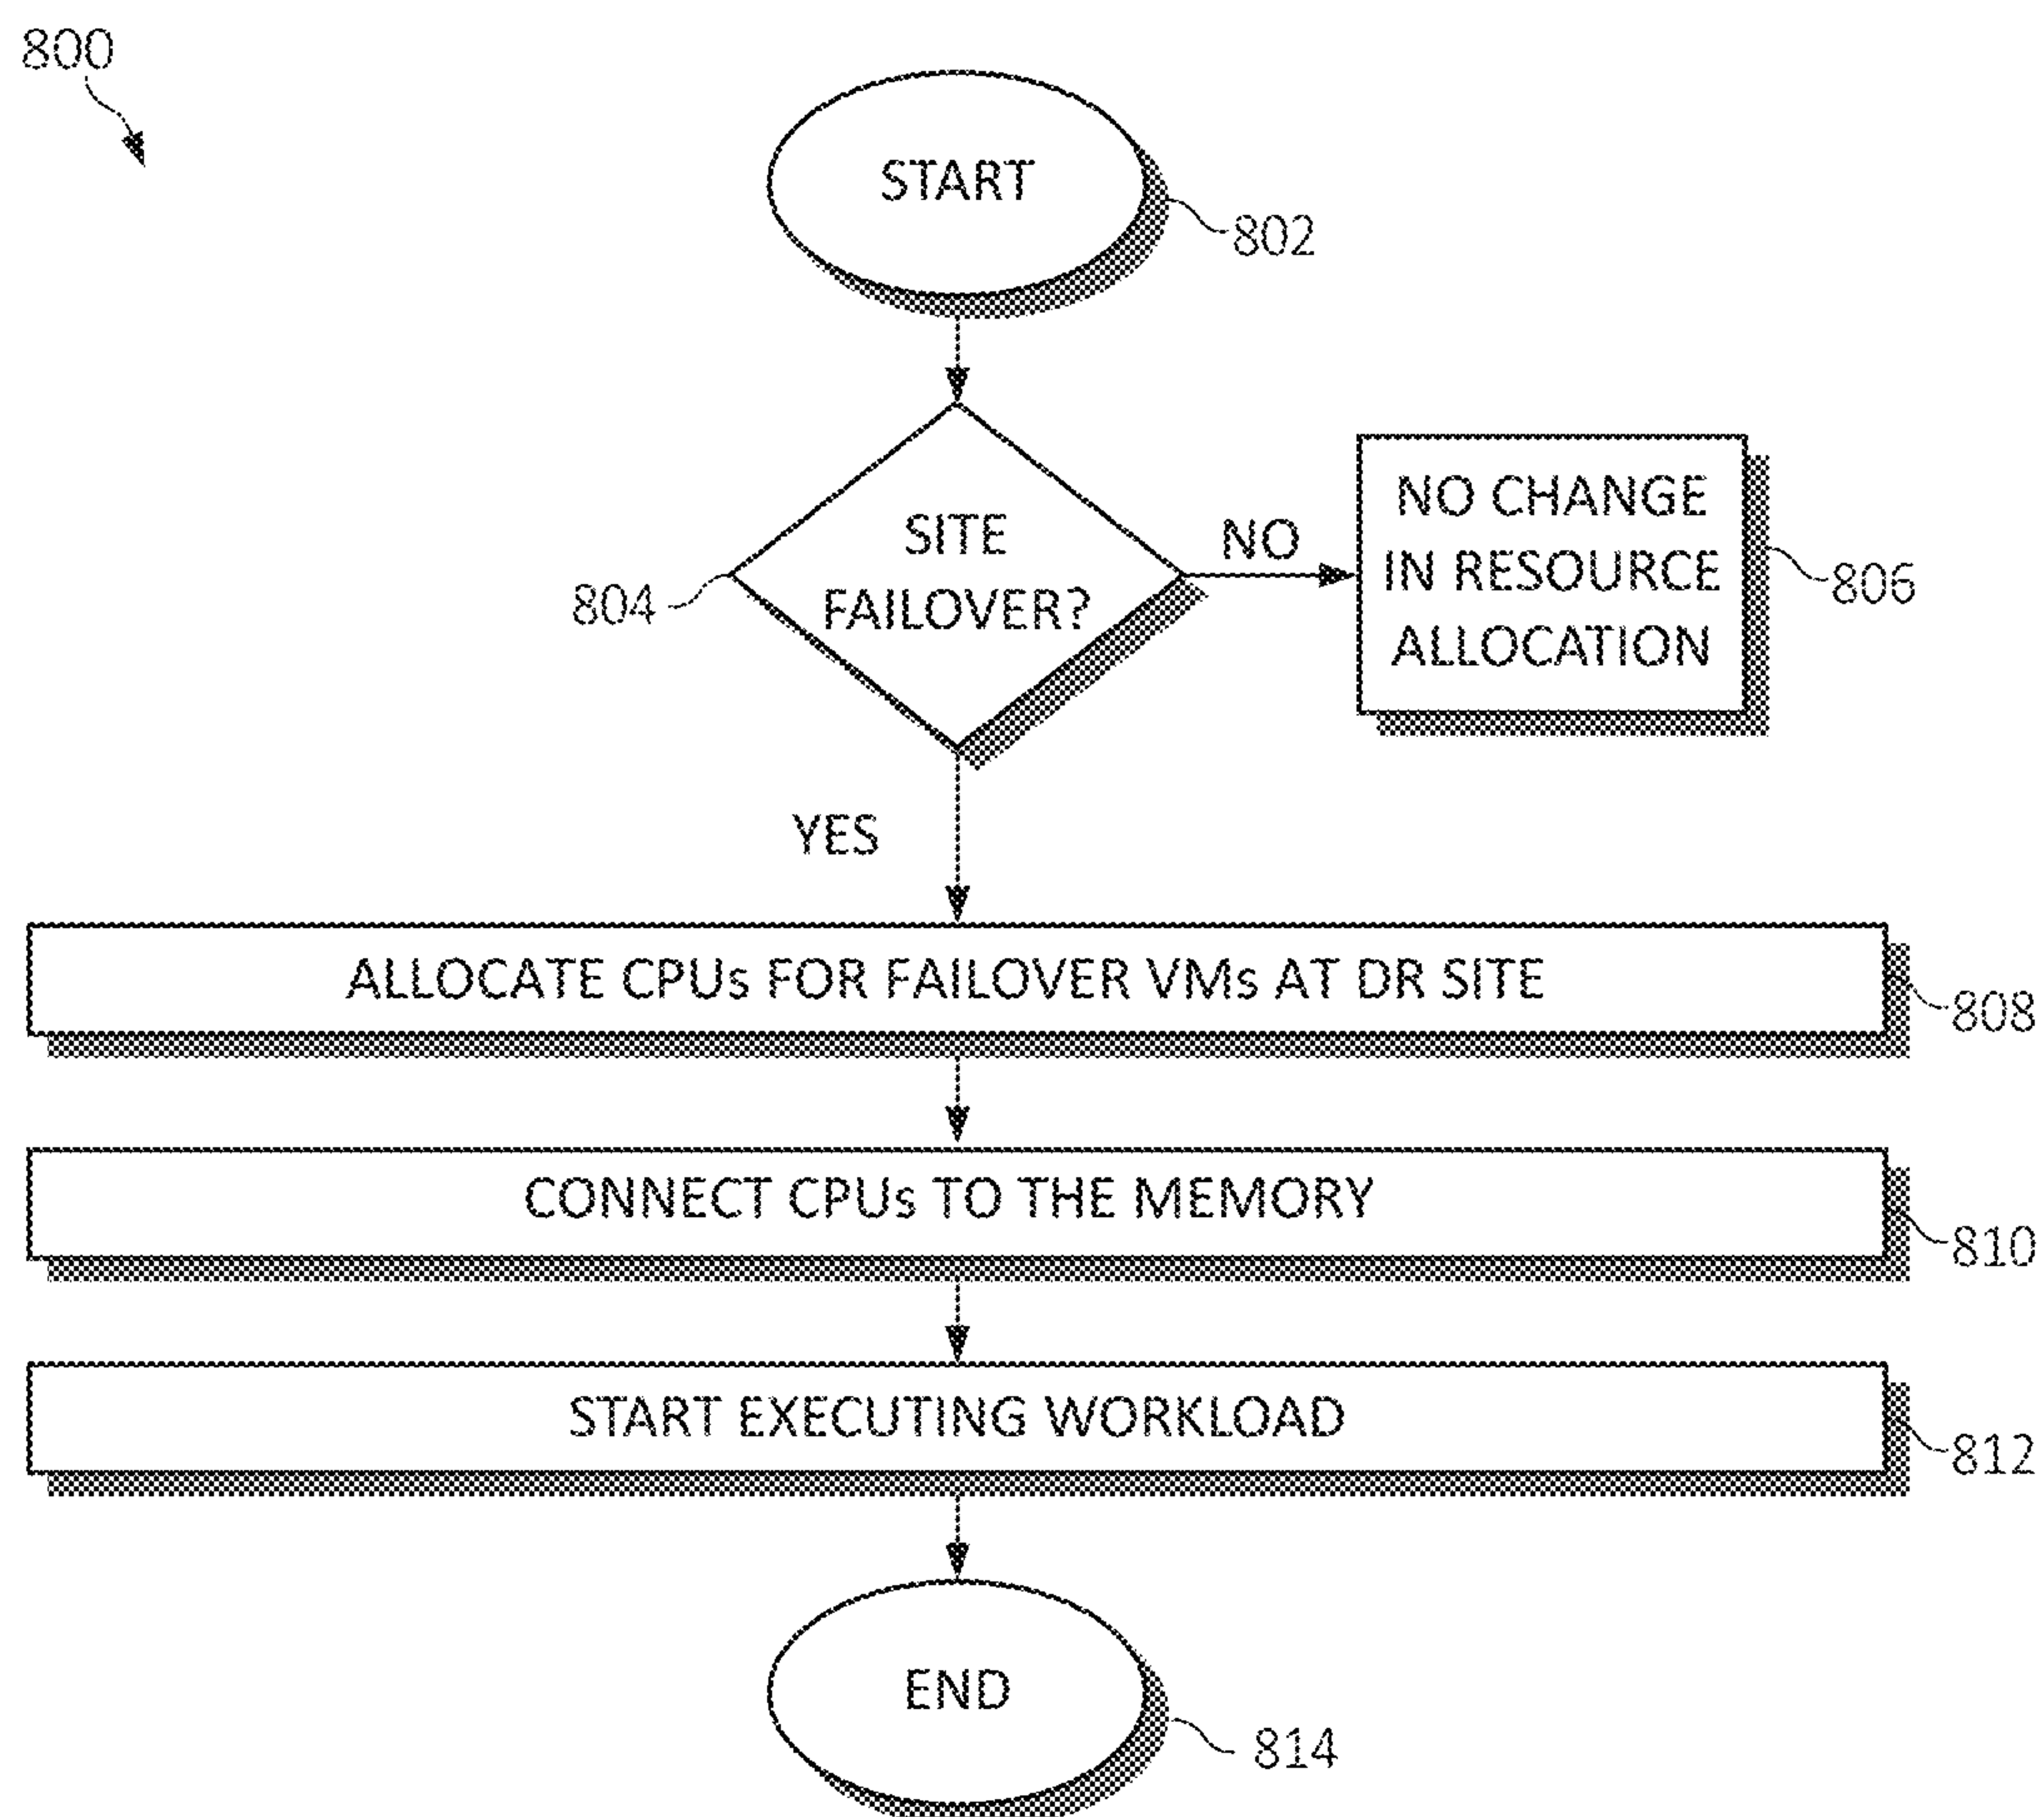 800
START
802
SITE
FAILOVER?
804
NO
NO CHANGE
IN RESOURCE
ALLOCATION
806
YES
ALLOCATE CPUs FOR FAILOVER VMs AT DR SITE
808
CONNECT CPUs TO THE MEMORY
810
START EXECUTING WORKLOAD
812
END
814